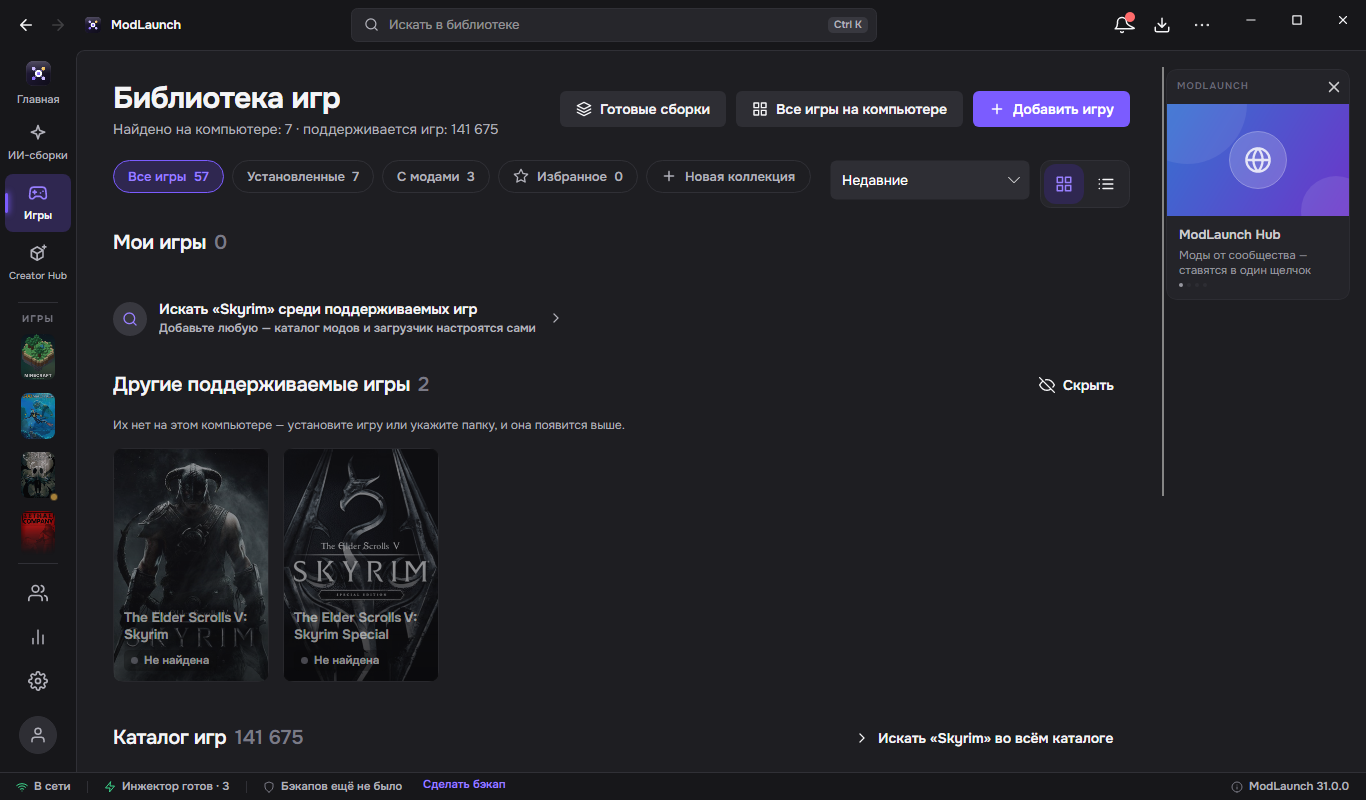 ModLaunch
Искать в библиотеке
Ctrl K
Главная
ИИ-сборки
Игры
Creator Hub
ИГРЫ
MINECRAFT
LETHAL
COMPANY
Библиотека игр
Найдено на компьютере: 7 · поддерживается игр: 141 675
Готовые сборки
Все игры на компьютере
Добавить игру
Все игры 57
Установленные 7
С модами 3
Избранное 0
Новая коллекция
Недавние
Мои игры 0
Искать «Skyrim» среди поддерживаемых игр
Добавьте любую — каталог модов и загрузчик настроятся сами
Другие поддерживаемые игры 2
Скрыть
Их нет на этом компьютере — установите игру или укажите папку, и она появится выше.
SKYRIM
The Elder Scrolls V:
Skyrim
Не найдена
The Elder Scrolls V
SKYRIM
SPECIAL EDITION
The Elder Scrolls V:
Skyrim Special
Не найдена
Каталог игр 141 675
Искать «Skyrim» во всём каталоге
MODLAUNCH
ModLaunch Hub
Моды от сообщества —
ставятся в один щелчок
В сети
Инжектор готов · 3
Бэкапов ещё не было
Сделать бэкап
ModLaunch 31.0.0